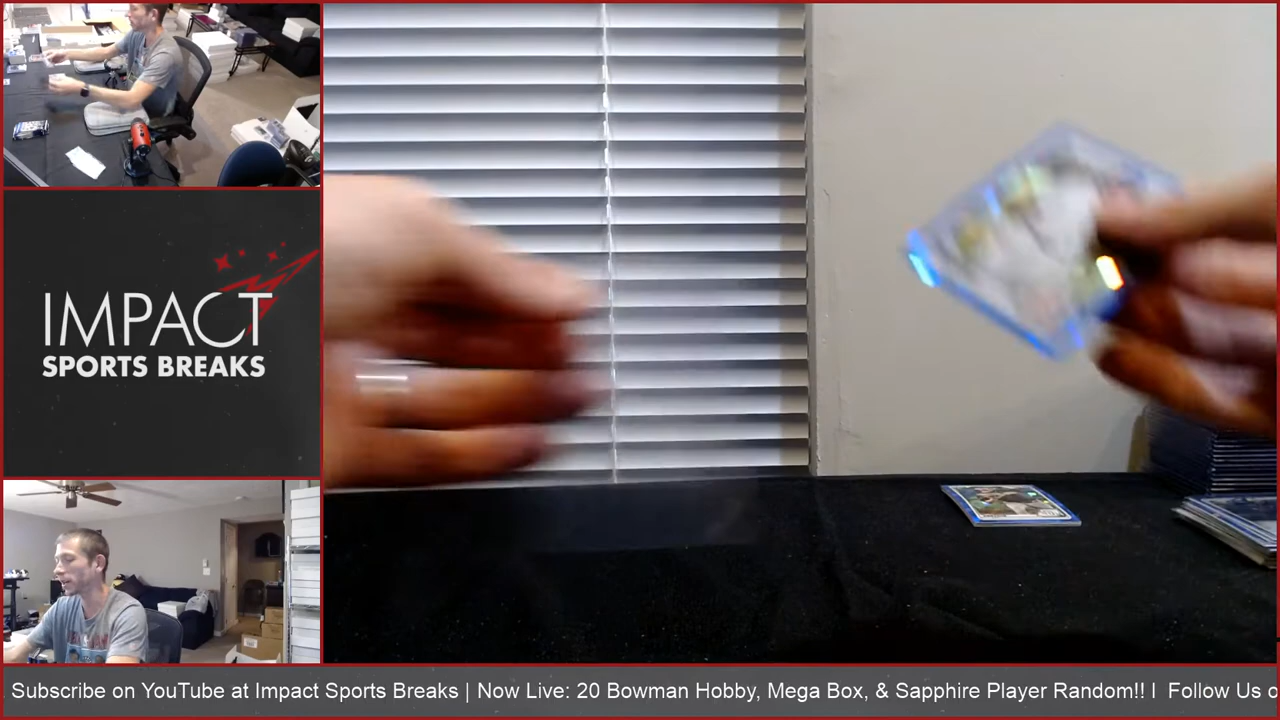 IMPACT
SPORTS BREAKS
Subscribe on YouTube at Impact Sports Breaks | Now Live: 20 Bowman Hobby, Mega Box, & Sapphire Player Random!! I Follow Us o